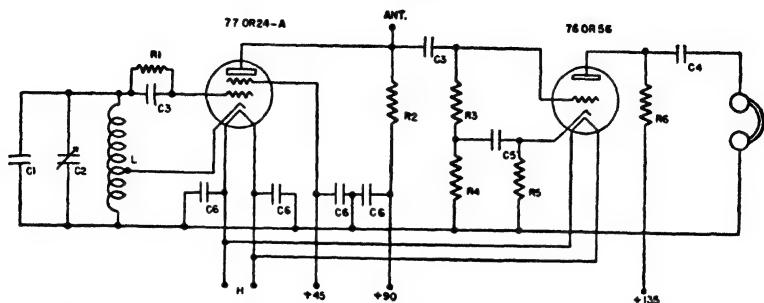 77 OR 24-A
ANT.
76 OR 56
R1
C3
C3
C4
R2
R3
R6
C1
C2
L
C5
R4
R5
C6
C6
C6
C6
H
+45
+90
+135